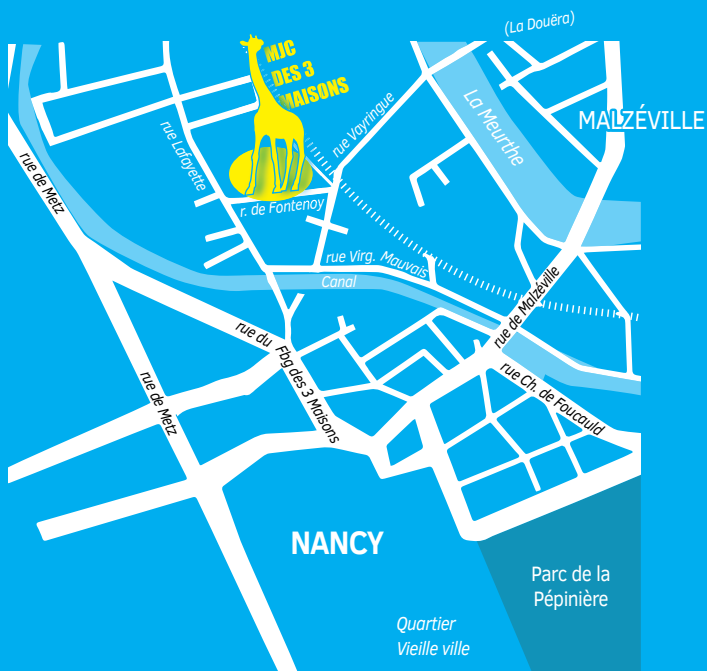 (La Douëra)
MJC
DES 3
MAISONS
La Meurthe
MALZÉVILLE
rue Vayringue
rue Lafayette
rue de Metz
r. de Fontenoy
rue Virg. Mauvais
Canal
rue de Malzéville
rue du Fbg des 3 Maisons
rue Ch. de Foucauld
rue de Metz
NANCY
Parc de la
Pépinière
Quartier
Vieille ville